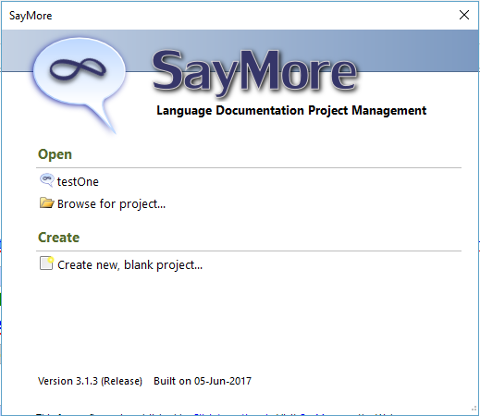 SayMore
SayMore
Language Documentation Project Management
Open
testOne
Browse for project...
Create
Create new, blank project...
Version 3.1.3 (Release) Built on 05-Jun-2017